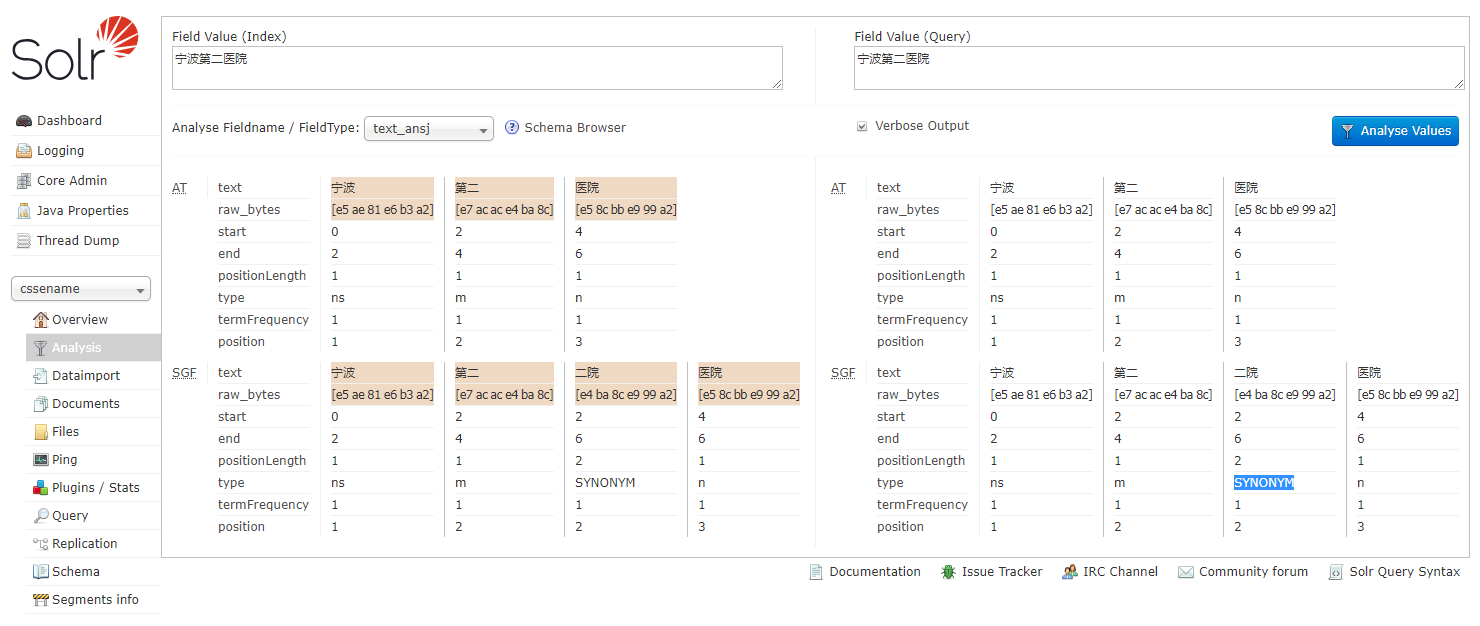 Solr
Dashboard
Logging
Core Admin
Java Properties
Thread Dump
cssename
Overview
Analysis
Dataimport
Documents
Files
Ping
Plugins / Stats
Query
Replication
Schema
Segments info
Field Value (Index) Field Value (Query)
宁波第二医院 宁波第二医院
Analyse Fieldname / FieldType: text_ansj ? Schema Browser Verbose Output Analyse Values
AT text 宁波 第二 医院 AT text 宁波 第二 医院
raw_bytes [e5 ae 81 e6 b3 a2] [e7 ac ac e4 ba 8c] [e5 8c bb e9 99 a2] raw_bytes [e5 ae 81 e6 b3 a2] [e7 ac ac e4 ba 8c] [e5 8c bb e9 99 a2]
start 0 2 4 start 0 2 4
end 2 4 6 end 2 4 6
positionLength 1 1 1 positionLength 1 1 1
type ns m n type ns m n
termFrequency 1 1 1 termFrequency 1 1 1
position 1 2 3 position 1 2 3
SGF text 宁波 第二 二院 医院 SGF text 宁波 第二 二院 医院
raw_bytes [e5 ae 81 e6 b3 a2] [e7 ac ac e4 ba 8c] [e4 ba 8c e9 99 a2] [e5 8c bb e9 99 a2] raw_bytes [e5 ae 81 e6 b3 a2] [e7 ac ac e4 ba 8c] [e4 ba 8c e9 99 a2] [e5 8c bb e9 99 a2]
start 0 2 2 4 start 0 2 2 4
end 2 4 6 6 end 2 4 6 6
positionLength 1 1 2 1 positionLength 1 1 2 1
type ns m SYNONYM n type ns m SYNONYM n
termFrequency 1 1 1 1 termFrequency 1 1 1 1
position 1 2 2 3 position 1 2 2 3
Documentation Issue Tracker IRC Channel Community forum Solr Query Syntax